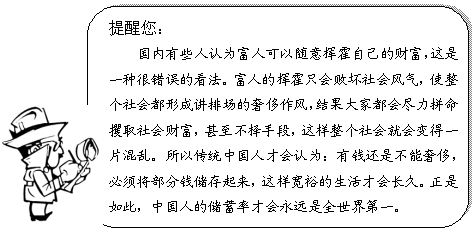 提醒您：
国内有些人认为富人可以随意挥霍自己的财富，这是
一种很错误的看法。富人的挥霍只会败坏社会风气，使整
个社会都形成讲排场的奢侈作风，结果大家都会尽力拼命
攫取社会财富，甚至不择手段，这样整个社会就会变得一
片混乱。所以传统中国人才会认为：有钱还是不能奢侈，
必须将部分钱储存起来，这样宽裕的生活才会长久。正是
如此，中国人的储蓄率才会永远是全世界第一。